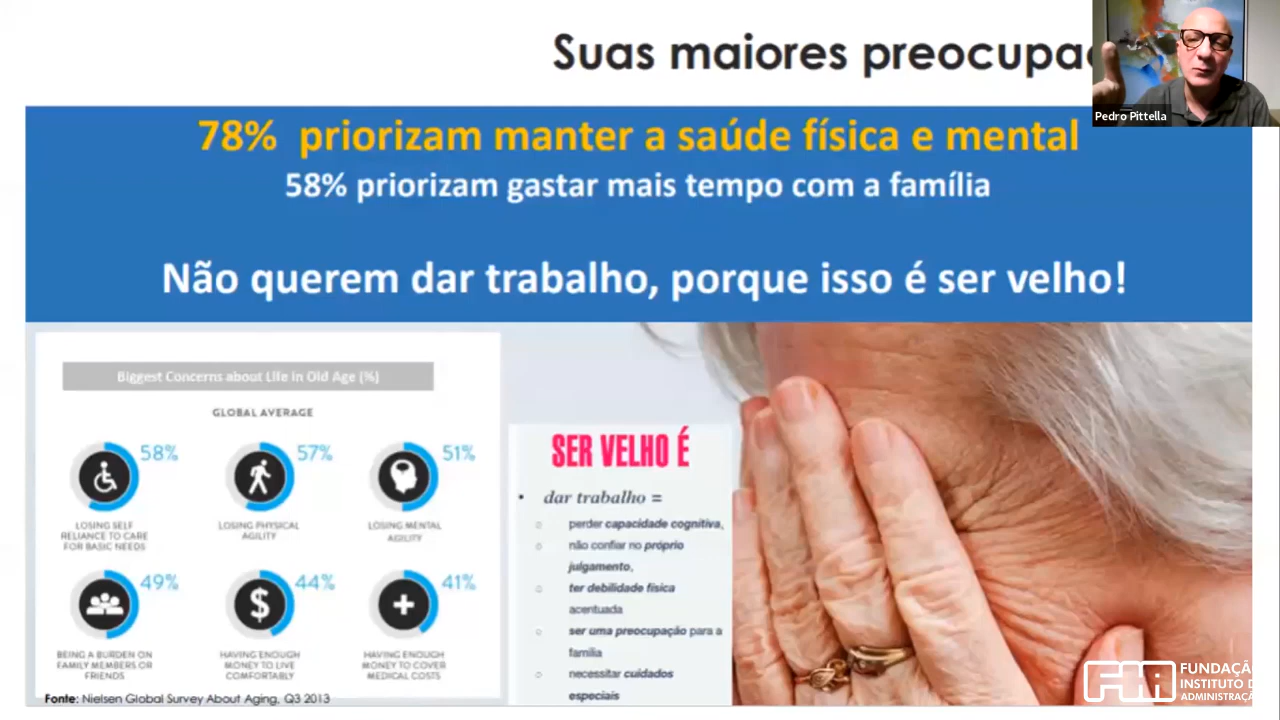 Suas maiores preocupaç
Pedro Pittella
78% priorizam manter a saúde física e mental
58% priorizam gastar mais tempo com a família
Não querem dar trabalho, porque isso é ser velho!
Biggest Concerns about Life in Old Age (%)
GLOBAL AVERAGE
58%
LOSING SELF
RELIANCE TO CARE
FOR BASIC NEEDS
57%
LOSING PHYSICAL
AGILITY
51%
LOSING MENTAL
AGILITY
49%
BEING A BURDEN ON
FAMILY MEMBERS OR
FRIENDS
44%
HAVING ENOUGH
MONEY TO LIVE
COMFORTABLY
41%
HAVING ENOUGH
MONEY TO COVER
MEDICAL COSTS
Fonte: Nielsen Global Survey About Aging, Q3 2013
SER VELHO É
• dar trabalho =
perder capacidade cognitiva,
não confiar no próprio
julgamento,
ter debilidade física
acentuada
ser uma preocupação para a
família
necessitar cuidados
especiais
FIA
FUNDAÇÃ
INSTITUTO D
ADMINISTRAÇÃ